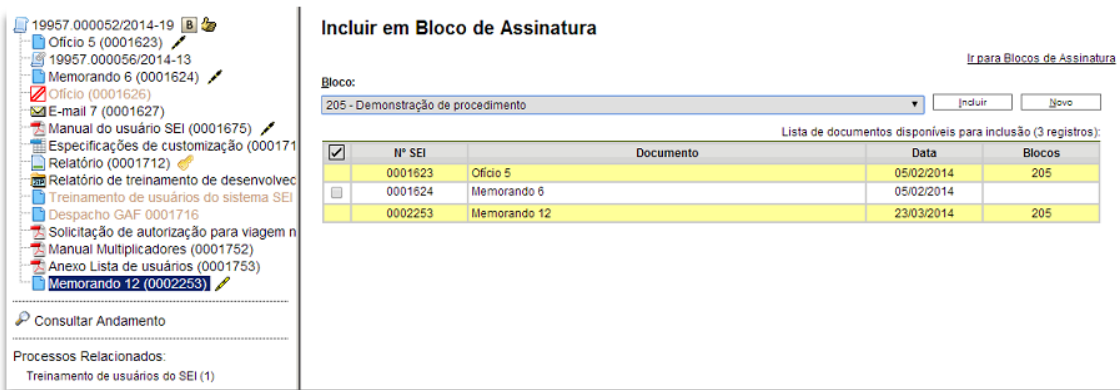 19957.000052/2014-19 B
Ofício 5 (0001623)
19957.000056/2014-13
Memorando 6 (0001624)
Ofício (0001626)
E-mail 7 (0001627)
Manual do usuário SEI (0001675)
Especificações de customização (000171
Relatório (0001712)
Relatório de treinamento de desenvolvec
Treinamento de usuários do sistema SEI
Despacho GAF 0001716
Solicitação de autorização para viagem n
Manual Multiplicadores (0001752)
Anexo Lista de usuários (0001753)
Memorando 12 (0002253)
Consultar Andamento
Processos Relacionados:
Treinamento de usuários do SEI (1)
Incluir em Bloco de Assinatura
Ir para Blocos de Assinatura
Bloco:
205 - Demonstração de procedimento Incluir Novo
Lista de documentos disponíveis para inclusão (3 registros):
Nº SEI Documento Data Blocos
0001623 Ofício 5 05/02/2014 205
0001624 Memorando 6 05/02/2014
0002253 Memorando 12 23/03/2014 205